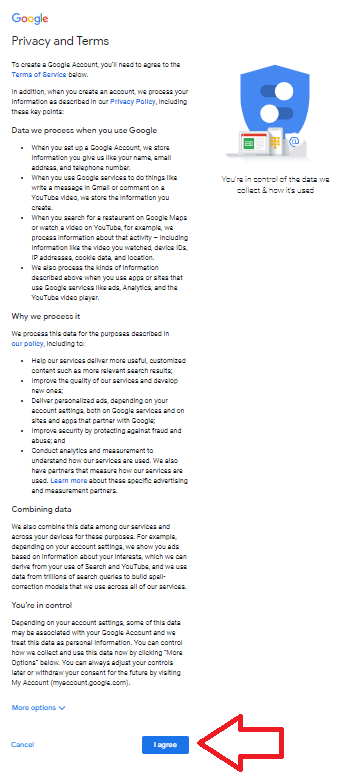 Google
Privacy and Terms
To create a Google Account, you'll need to agree to the
Terms of Service below.
In addition, when you create an account, we process your
information as described in our Privacy Policy, including
these key points:
Data we process when you use Google
• When you set up a Google Account, we store
information you give us like your name, email
address, and telephone number.
• When you use Google services to do things like
write a message in Gmail or comment on a
YouTube video, we store the information you
create.
• When you search for a restaurant on Google Maps
or watch a video on YouTube, for example, we
process information about that activity – including
information like the video you watched, device IDs,
IP addresses, cookie data, and location.
• We also process the kinds of information
described above when you use apps or sites that
use Google services like ads, Analytics, and the
YouTube video player.
Why we process it
We process this data for the purposes described in
our policy, including to:
• Help our services deliver more useful, customized
content such as more relevant search results;
• Improve the quality of our services and develop
new ones;
• Deliver personalized ads, depending on your
account settings, both on Google services and on
sites and apps that partner with Google;
• Improve security by protecting against fraud and
abuse; and
• Conduct analytics and measurement to
understand how our services are used. We also
have partners that measure how our services are
used. Learn more about these specific advertising
and measurement partners.
Combining data
We also combine this data among our services and
across your devices for these purposes. For example,
depending on your account settings, we show you ads
based on information about your interests, which we can
derive from your use of Search and YouTube, and we use
data from trillions of search queries to build spell-
correction models that we use across all of our services.
You're in control
Depending on your account settings, some of this data
may be associated with your Google Account and we
treat this data as personal information. You can control
how we collect and use this data now by clicking "More
Options" below. You can always adjust your controls
later or withdraw your consent for the future by visiting
My Account (myaccount.google.com).
More options
Cancel
I agree
@
You're in control of the data we
collect & how it's used